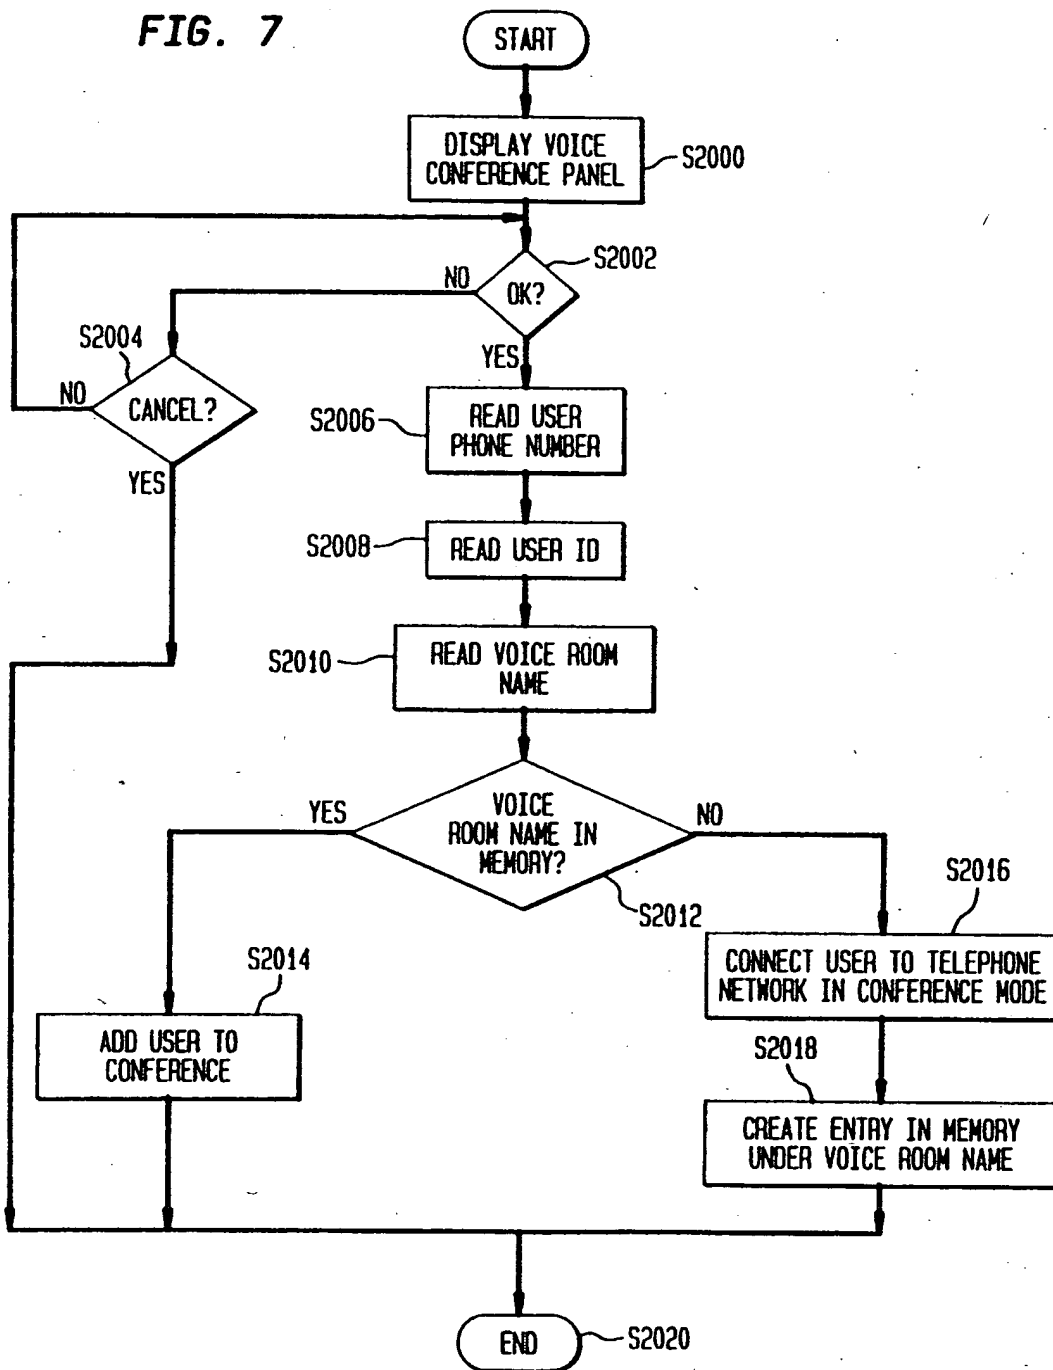 FIG. 7
START
DISPLAY VOICE
CONFERENCE PANEL
S2000
S2002
NO
OK?
S2004
YES
NO
CANCEL?
S2006
READ USER
PHONE NUMBER
YES
S2008
READ USER ID
S2010
READ VOICE ROOM
NAME
YES
VOICE
ROOM NAME IN
MEMORY?
NO
S2012
S2016
S2014
CONNECT USER TO TELEPHONE
NETWORK IN CONFERENCE MODE
ADD USER TO
CONFERENCE
S2018
CREATE ENTRY IN MEMORY
UNDER VOICE ROOM NAME
END
S2020